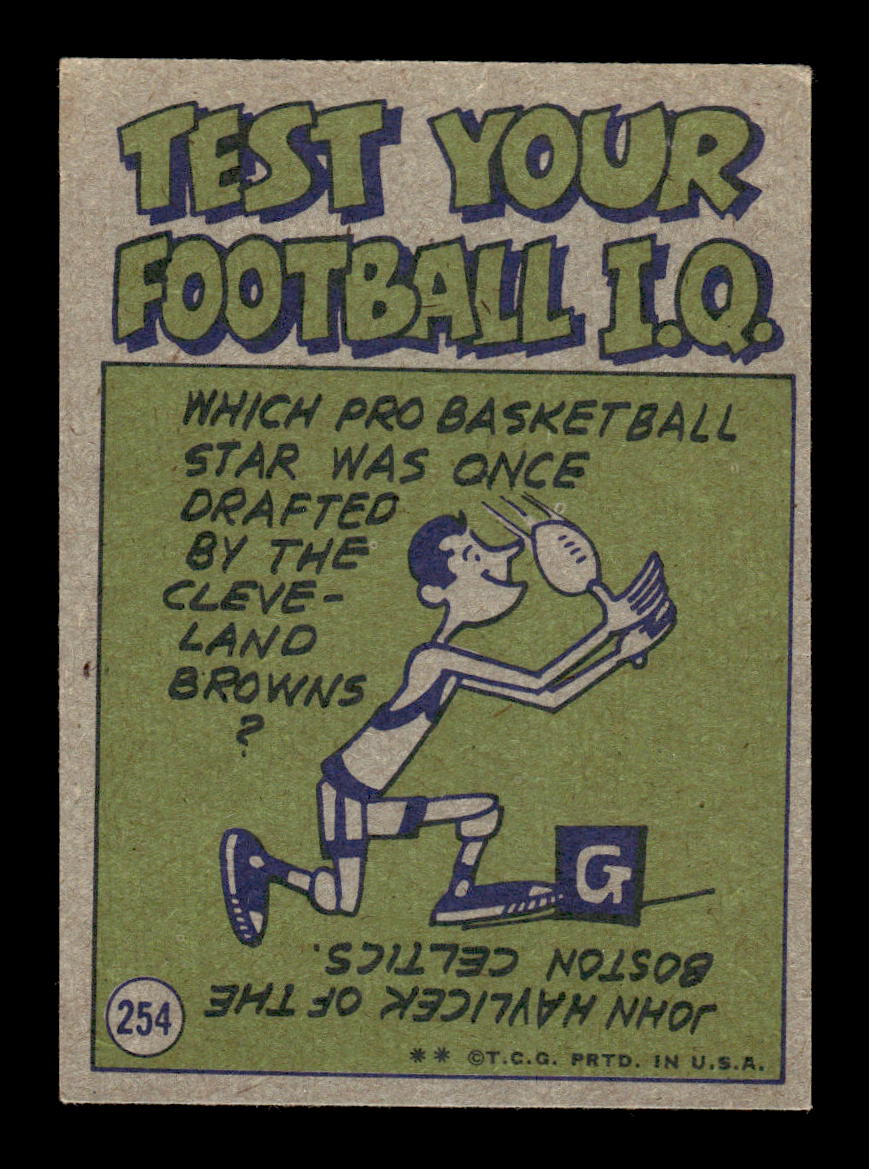 TEST YOUR
FOOTBALL I.Q.
WHICH PRO BASKETBALL
STAR WAS ONCE
DRAFTED
BY THE
CLEVE-
LAND
BROWNS
?
G
JOHN HAVLICEK OF THE
BOSTON CELTICS.
254
** ©T.C.G. PRTD. IN U.S.A.